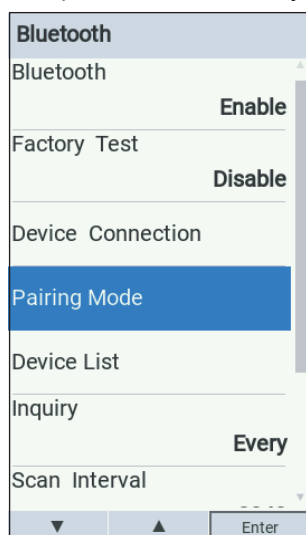 Bluetooth
Bluetooth
Enable
Factory Test
Disable
Device Connection
Pairing Mode
Device List
Inquiry
Every
Scan Interval
▼ ▲ Enter